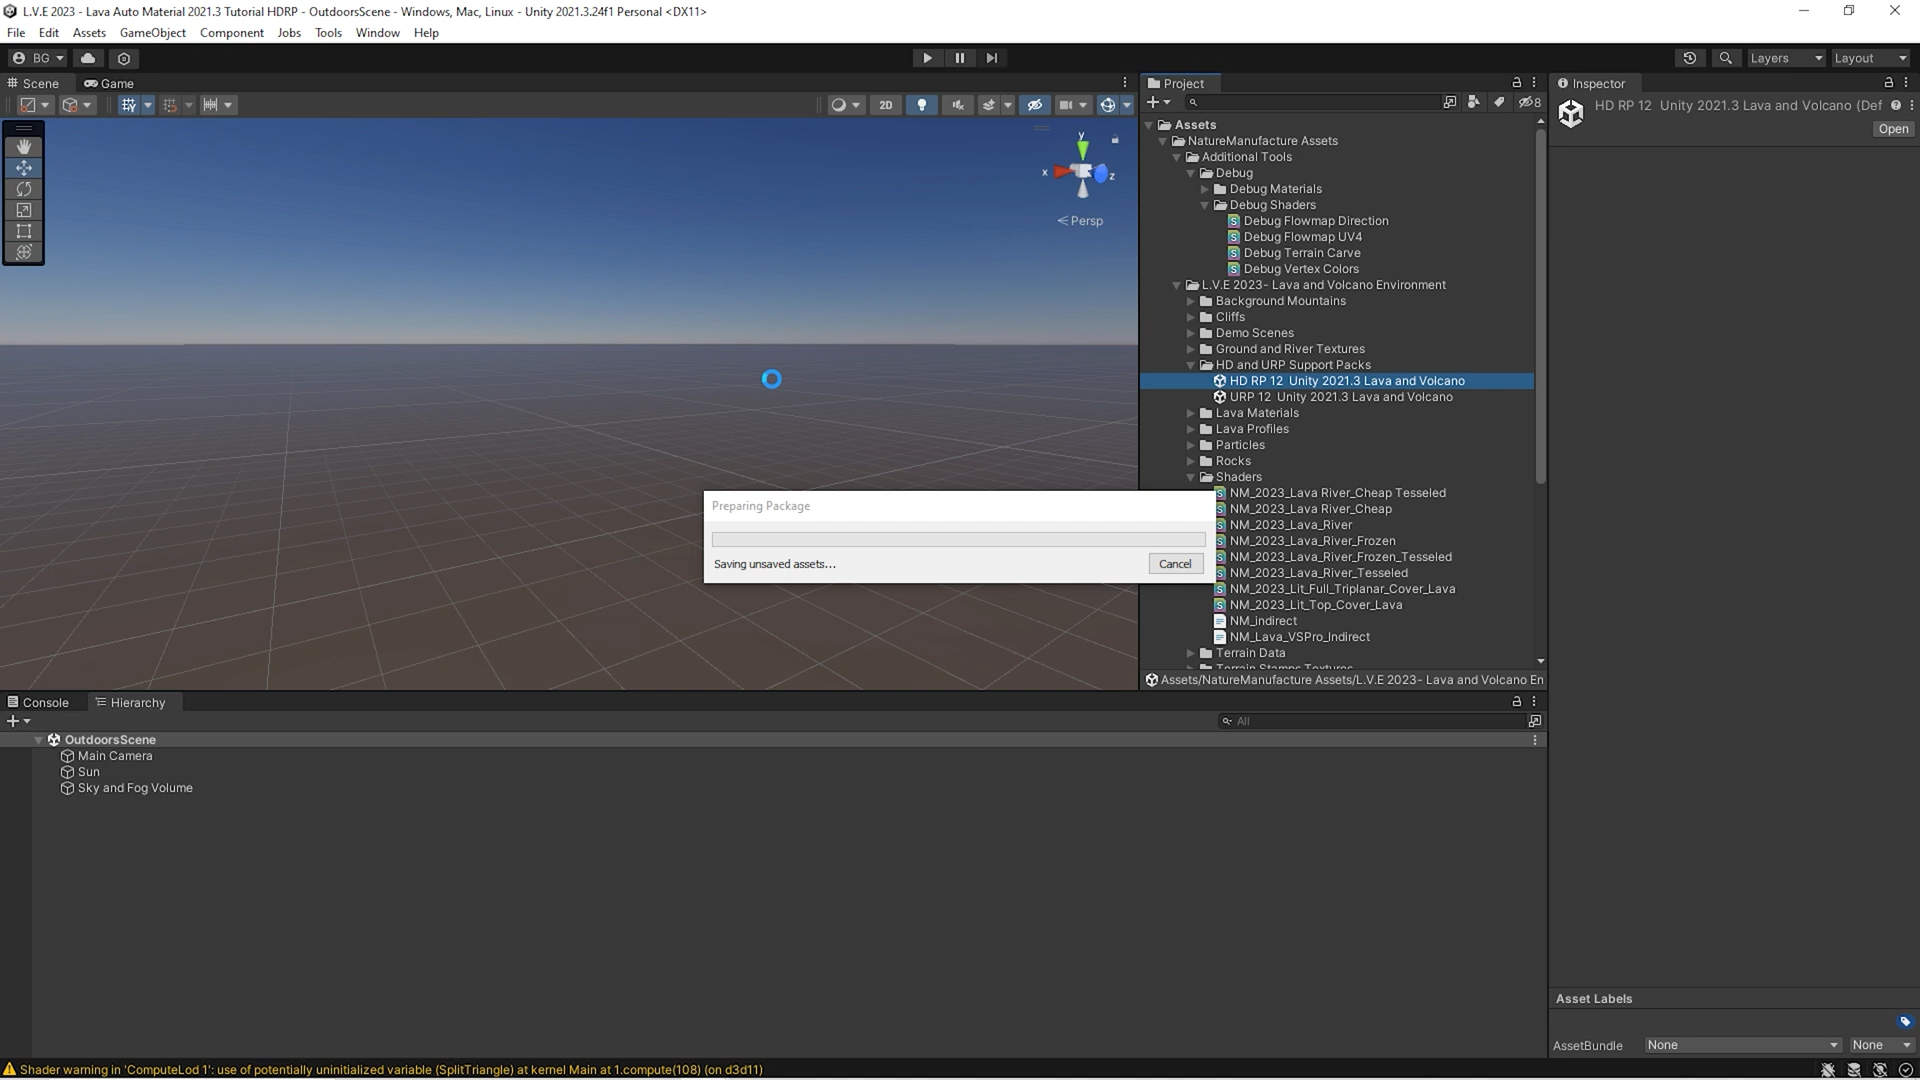 L.V.E 2023 - Lava Auto Material 2021.3 Tutorial HDRP - OutdoorsScene - Windows, Mac, Linux - Unity 2021.3.24f1 Personal <DX11>
File Edit Assets GameObject Component Jobs Tools Window Help
BG Layers Layout
Scene Game
2D
y
x
z
Persp
Project
8
Assets
NatureManufacture Assets
Additional Tools
Debug
Debug Materials
Debug Shaders
Debug Flowmap Direction
Debug Flowmap UV4
Debug Terrain Carve
Debug Vertex Colors
L.V.E 2023- Lava and Volcano Environment
Background Mountains
Cliffs
Demo Scenes
Ground and River Textures
HD and URP Support Packs
HD RP 12  Unity 2021.3 Lava and Volcano
URP 12  Unity 2021.3 Lava and Volcano
Lava Materials
Lava Profiles
Particles
Rocks
Shaders
NM_2023_Lava River_Cheap Tesseled
NM_2023_Lava River_Cheap
NM_2023_Lava_River
NM_2023_Lava_River_Frozen
NM_2023_Lava_River_Frozen_Tesseled
NM_2023_Lava_River_Tesseled
NM_2023_Lit_Full_Triplanar_Cover_Lava
NM_2023_Lit_Top_Cover_Lava
NM_indirect
NM_Lava_VSPro_Indirect
Terrain Data
Terrain Stamps Textures
Assets/NatureManufacture Assets/L.V.E 2023- Lava and Volcano En
Inspector
HD RP 12  Unity 2021.3 Lava and Volcano (Def
Open
Preparing Package
Saving unsaved assets...
Cancel
Console Hierarchy
All
OutdoorsScene
Main Camera
Sun
Sky and Fog Volume
Asset Labels
AssetBundle None None
Shader warning in 'ComputeLod 1': use of potentially uninitialized variable (SplitTriangle) at kernel Main at 1.compute(108) (on d3d11)